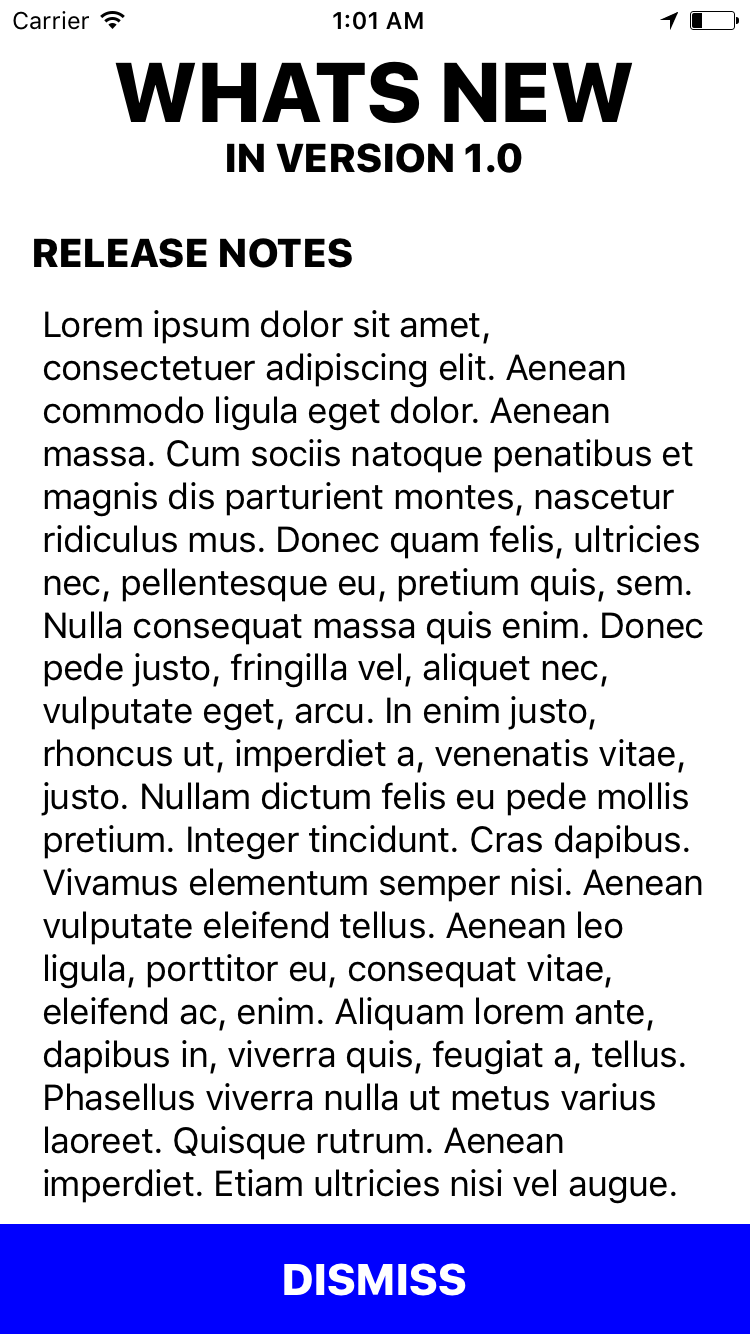 Carrier 1:01 AM
WHATS NEW
IN VERSION 1.0
RELEASE NOTES
Lorem ipsum dolor sit amet,
consectetuer adipiscing elit. Aenean
commodo ligula eget dolor. Aenean
massa. Cum sociis natoque penatibus et
magnis dis parturient montes, nascetur
ridiculus mus. Donec quam felis, ultricies
nec, pellentesque eu, pretium quis, sem.
Nulla consequat massa quis enim. Donec
pede justo, fringilla vel, aliquet nec,
vulputate eget, arcu. In enim justo,
rhoncus ut, imperdiet a, venenatis vitae,
justo. Nullam dictum felis eu pede mollis
pretium. Integer tincidunt. Cras dapibus.
Vivamus elementum semper nisi. Aenean
vulputate eleifend tellus. Aenean leo
ligula, porttitor eu, consequat vitae,
eleifend ac, enim. Aliquam lorem ante,
dapibus in, viverra quis, feugiat a, tellus.
Phasellus viverra nulla ut metus varius
laoreet. Quisque rutrum. Aenean
imperdiet. Etiam ultricies nisi vel augue.
DISMISS